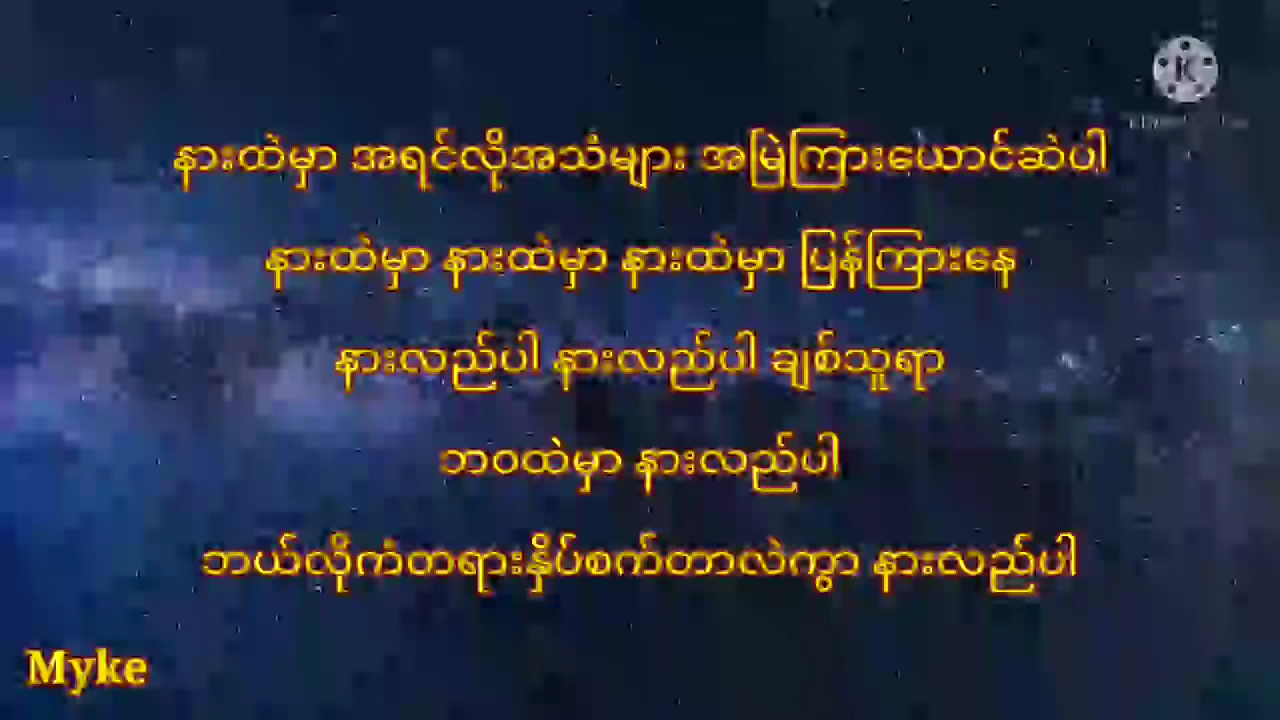 နားထဲမှာ အရင်လိုအသံများ အမြဲကြားယောင်ဆဲပါ
နားထဲမှာ နားထဲမှာ နားထဲမှာ ပြန်ကြားနေ
နားလည်ပါ နားလည်ပါ ချစ်သူရာ
ဘဝထဲမှာ နားလည်ပါ
ဘယ်လိုကံတရားနှိပ်စက်တာလဲကွာ နားလည်ပါ
Myke
K